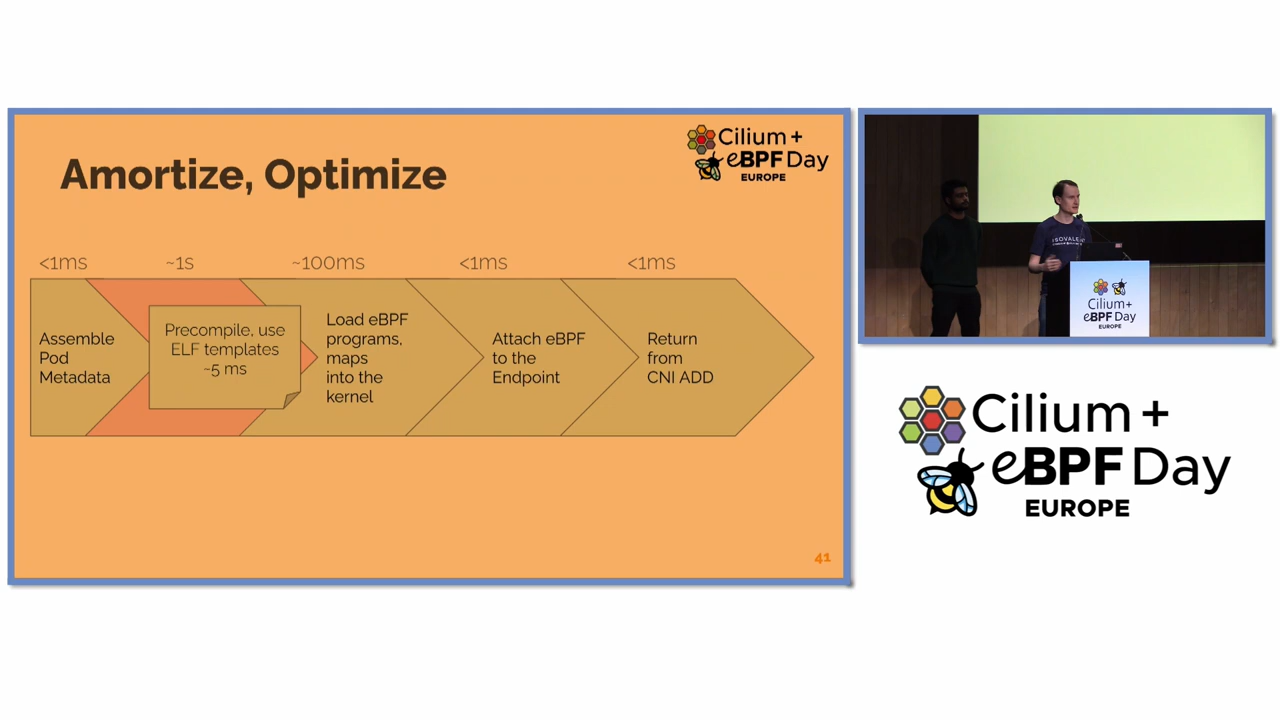 Amortize, Optimize
Cilium +
eBPF Day
EUROPE
<1ms
~1s
~100ms
<1ms
<1ms
Assemble
Pod
Metadata
Precompile, use
ELF templates
~5 ms
Load eBPF
programs,
maps
into the
kernel
Attach eBPF
to the
Endpoint
Return
from
CNI ADD
41
ISOVALENT
Cilium+
eBPF Day
EUROPE
Cilium +
eBPF Day
EUROPE